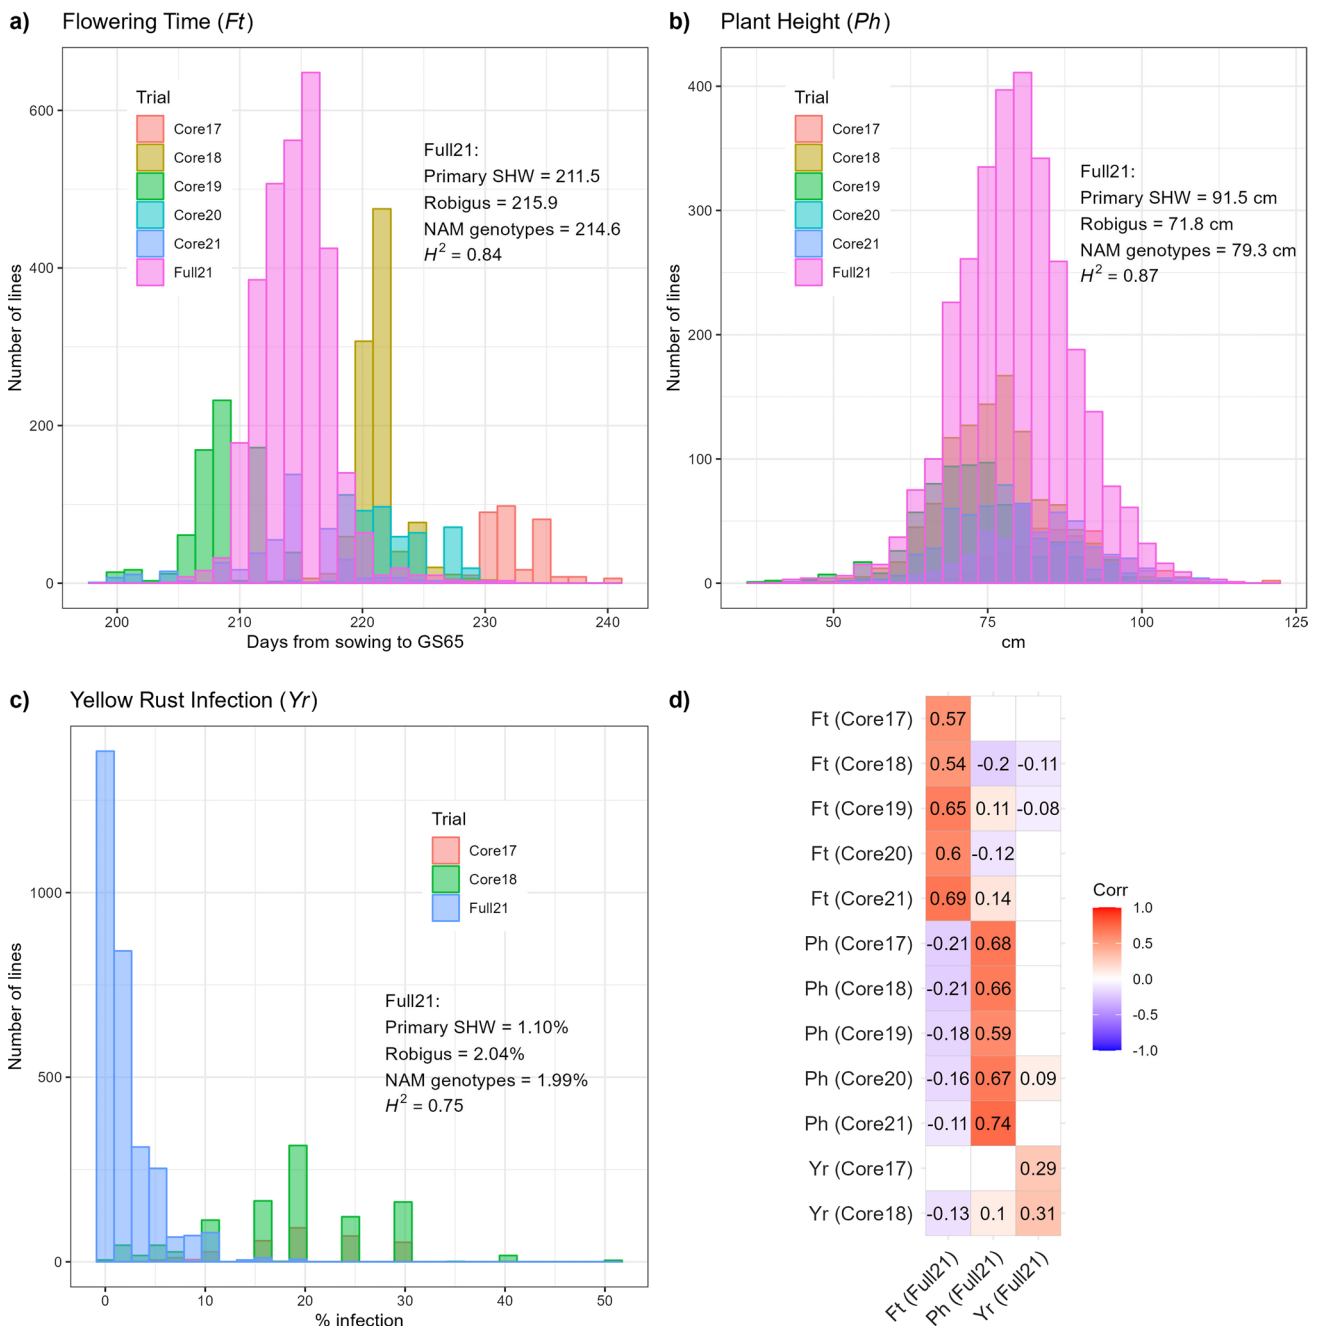 a) Flowering Time (Ft)
Number of lines
600
400
200
0
Trial
Core17
Core18
Core19
Core20
Core21
Full21
Full21:
Primary SHW = 211.5
Robigus = 215.9
NAM genotypes = 214.6
H² = 0.84
200 210 220 230 240
Days from sowing to GS65
b) Plant Height (Ph)
Number of lines
400
300
200
100
0
Trial
Core17
Core18
Core19
Core20
Core21
Full21
Full21:
Primary SHW = 91.5 cm
Robigus = 71.8 cm
NAM genotypes = 79.3 cm
H² = 0.87
50 75 100 125
cm
c) Yellow Rust Infection (Yr)
Number of lines
1000
500
0
Trial
Core17
Core18
Full21
Full21:
Primary SHW = 1.10%
Robigus = 2.04%
NAM genotypes = 1.99%
H² = 0.75
0 10 20 30 40 50
% infection
d)
Ft (Core17) 0.57
Ft (Core18) 0.54 -0.2 -0.11
Ft (Core19) 0.65 0.11 -0.08
Ft (Core20) 0.6 -0.12
Ft (Core21) 0.69 0.14
Ph (Core17) -0.21 0.68
Ph (Core18) -0.21 0.66
Ph (Core19) -0.18 0.59
Ph (Core20) -0.16 0.67 0.09
Ph (Core21) -0.11 0.74
Yr (Core17) 0.29
Yr (Core18) -0.13 0.1 0.31
Ft (Full21)
Ph (Full21)
Yr (Full21)
Corr
1.0
0.5
0.0
-0.5
-1.0